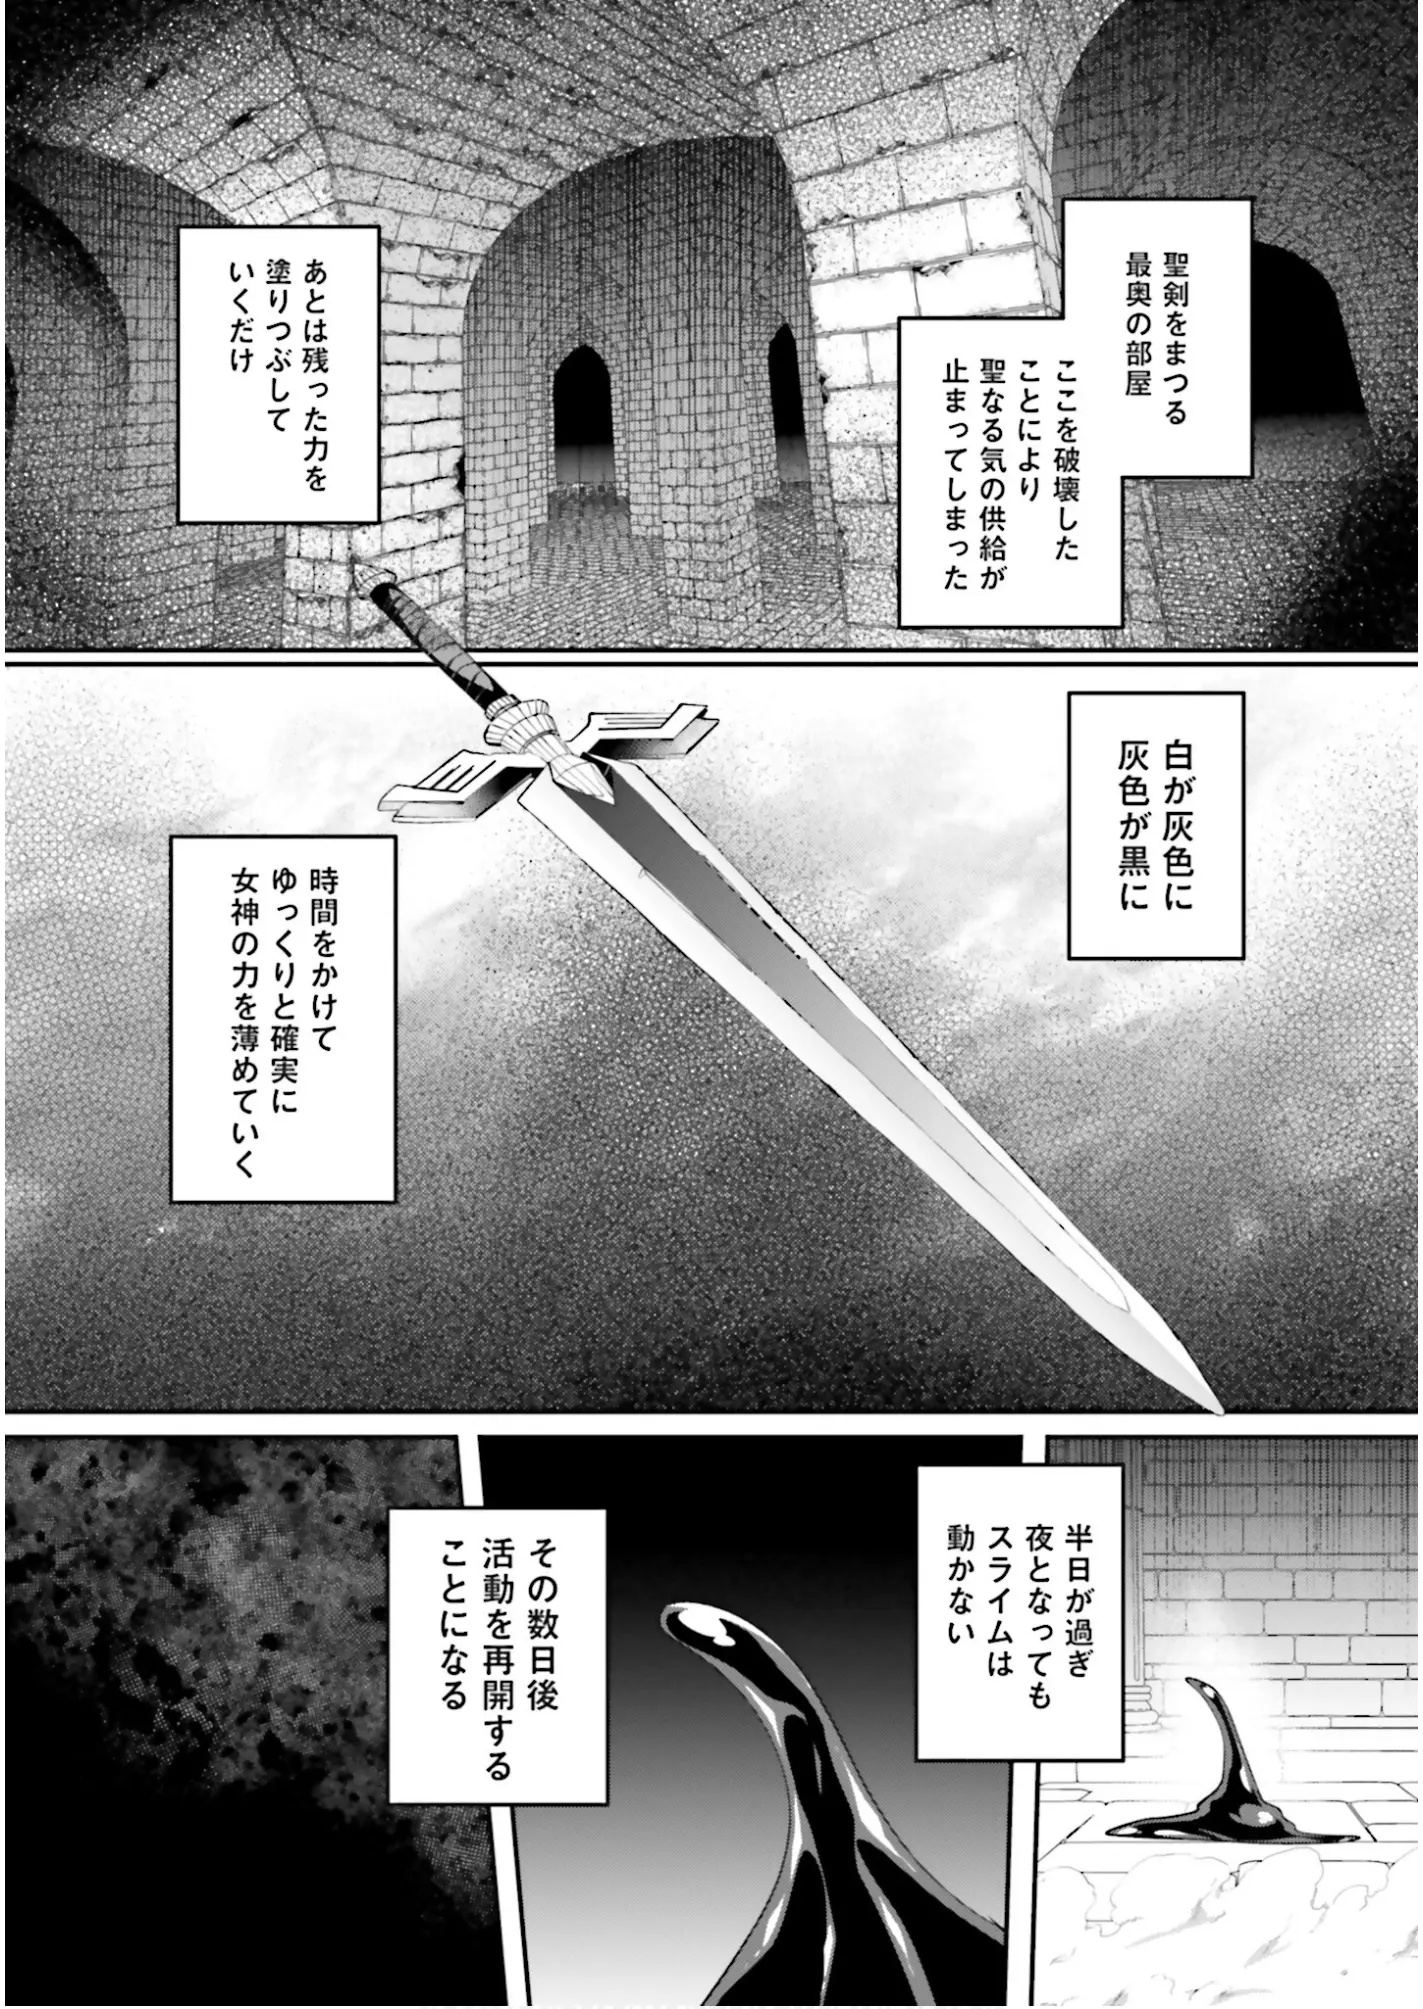 聖剣をまつる
最奥の部屋
ここを破壊した
ことにより
聖なる気の供給が
止まってしまった
あとは残った力を
塗りつぶして
いくだけ
白が灰色に
灰色が黒に
時間をかけて
ゆっくりと確実に
女神の力を薄めていく
半日が過ぎ
夜となっても
スライムは
動かない
その数日後
活動を再開する
ことになる